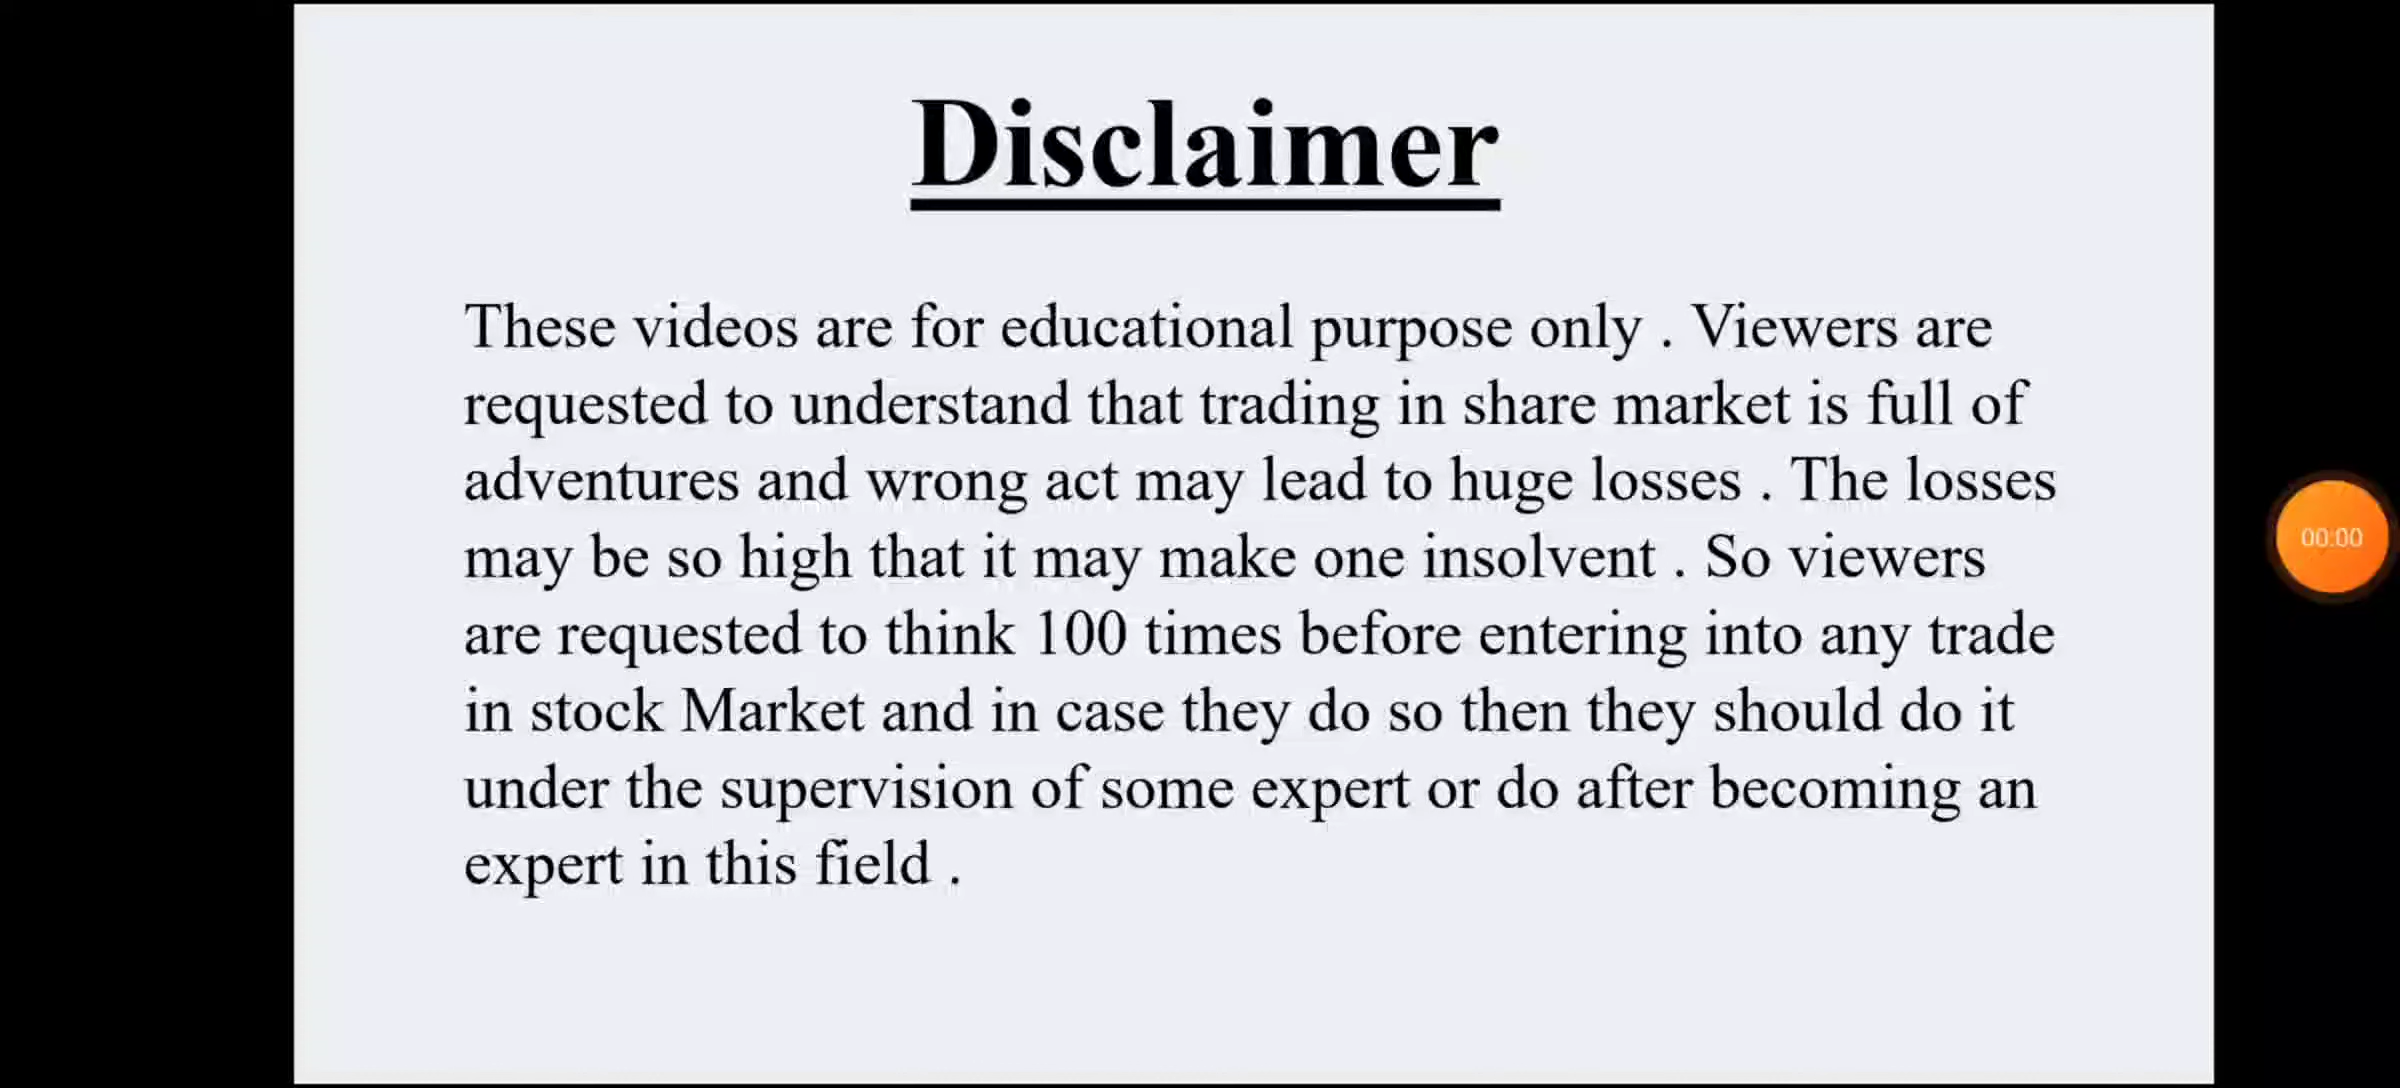 Disclaimer
These videos are for educational purpose only . Viewers are
requested to understand that trading in share market is full of
adventures and wrong act may lead to huge losses . The losses
may be so high that it may make one insolvent . So viewers
are requested to think 100 times before entering into any trade
in stock Market and in case they do so then they should do it
under the supervision of some expert or do after becoming an
expert in this field .
00:00